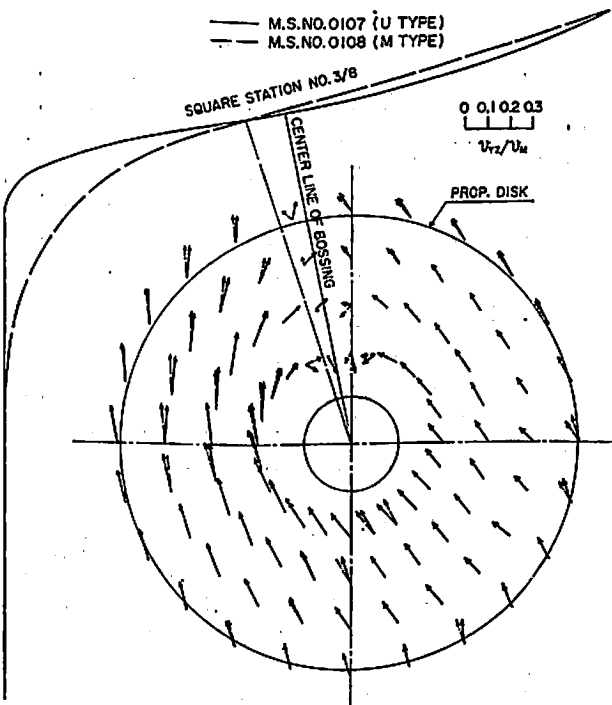 M.S.NO.0107 (U TYPE)
M.S.NO.0108 (M TYPE)
SQUARE STATION NO.3/8
CENTER LINE OF BOSSING
0 0.1 0.2 0.3
v_TZ/v_M
PROP. DISK